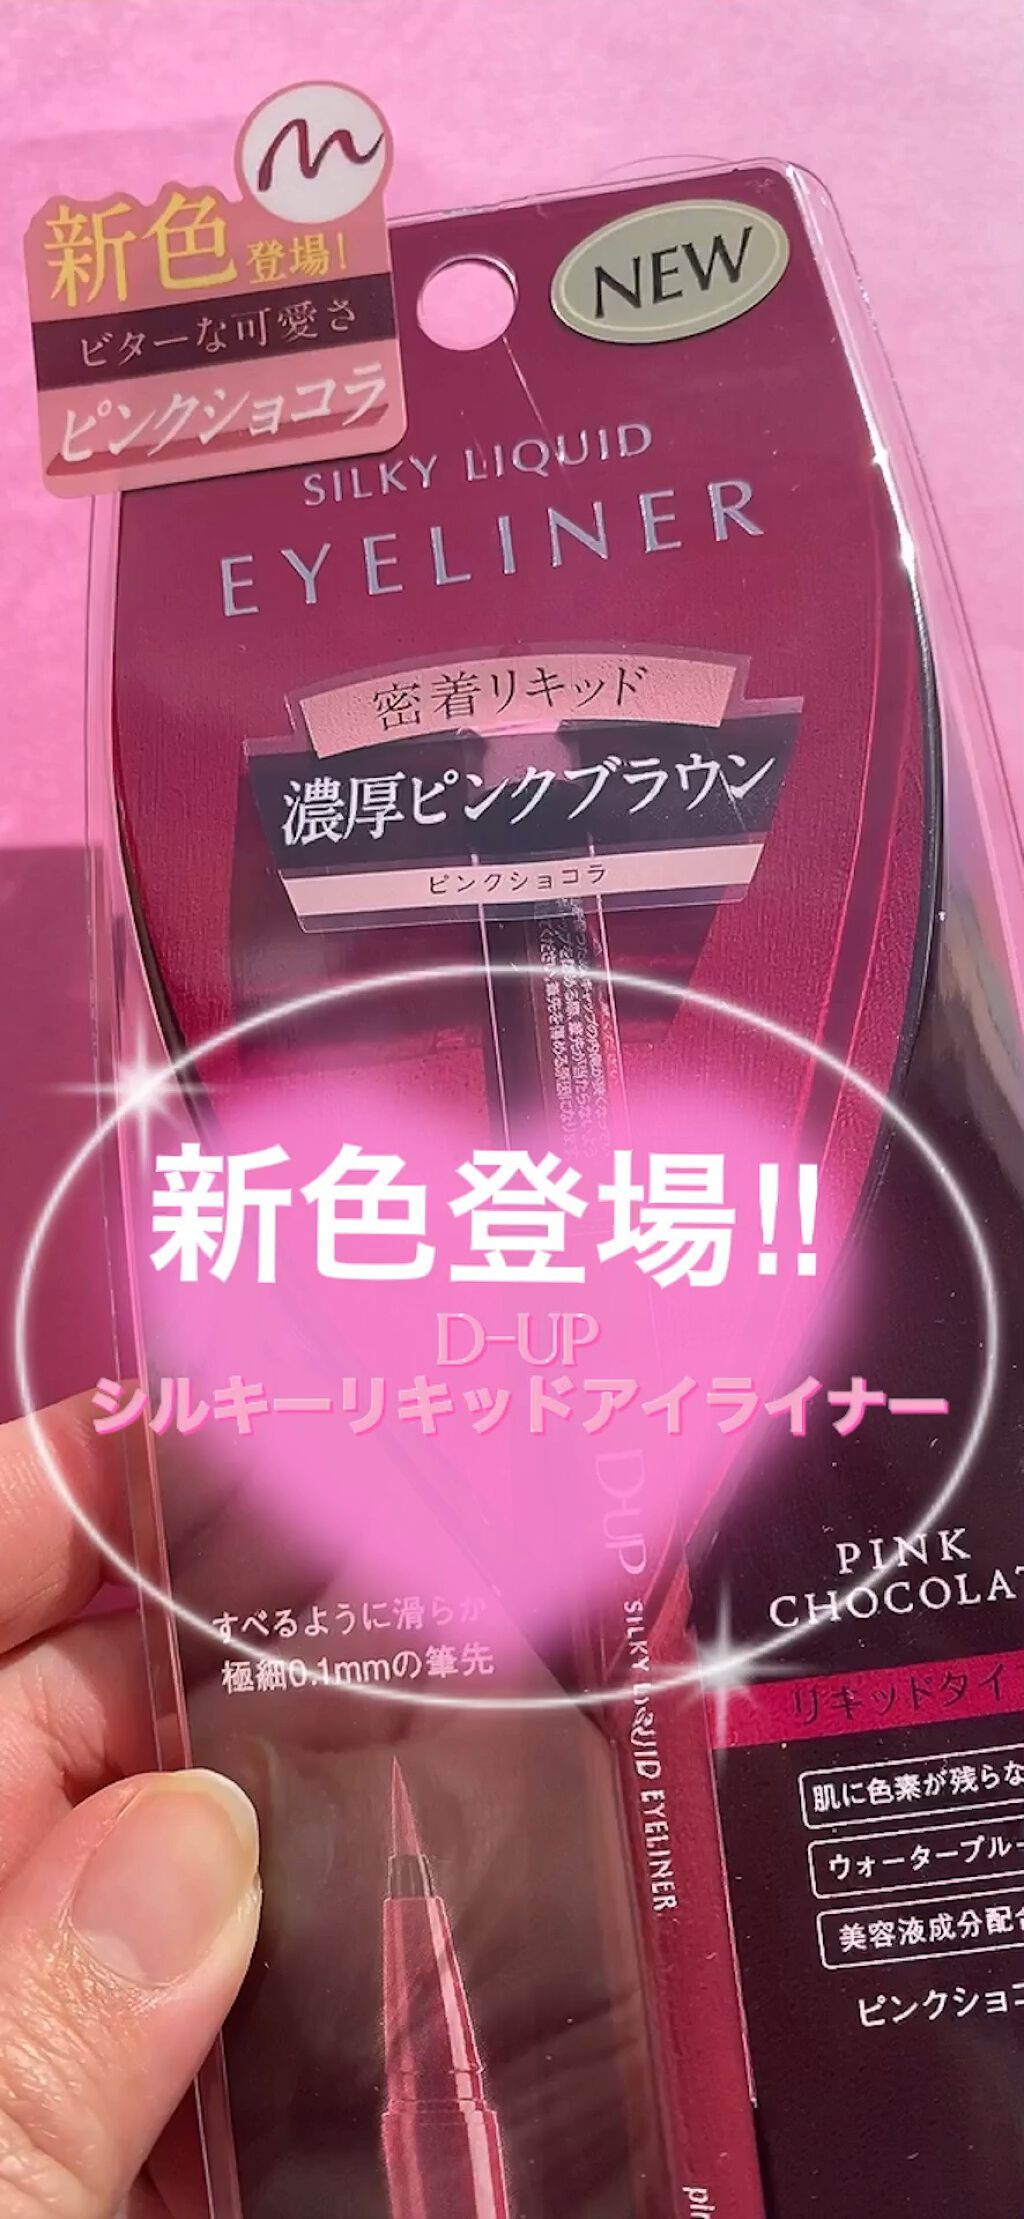 新色登場!
ビターな可愛さ
ピンクショコラ
NEW
SILKY LIQUID
EYELINER
密着リキッド
濃厚ピンクブラウン
ピンクショコラ
新色登場!!
D-UP
シルキーリキッドアイライナー
すべるように滑らか
極細0.1mmの筆先
D-UP SILKY LIQUID EYELINER
PINK
CHOCOLAT
リキッドタイ
肌に色素が残らな
ウォータープルー
美容液成分配合
ピンクショコ